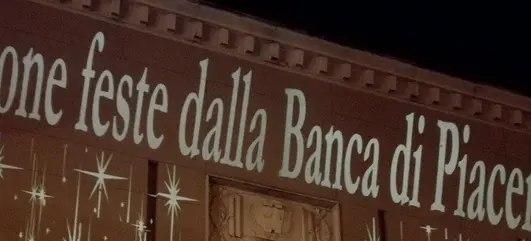 one feste dalla Banca di Piacen